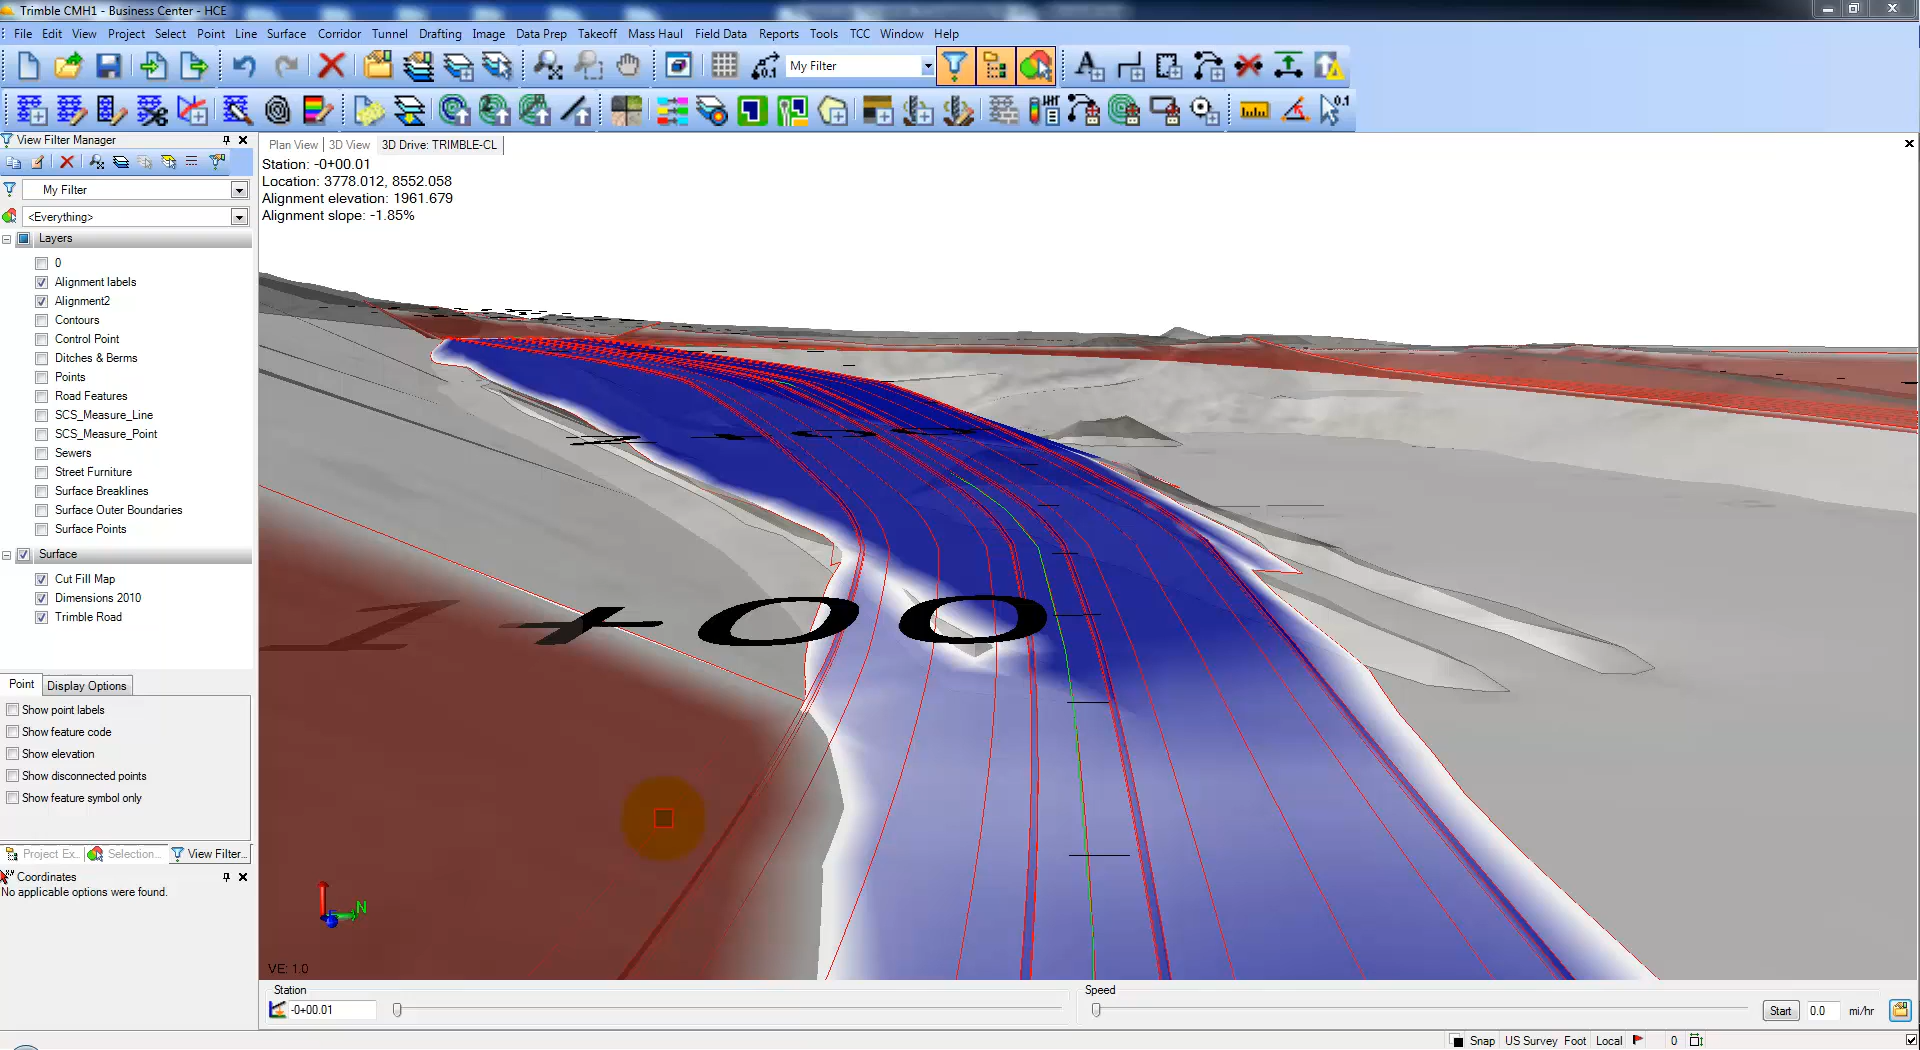 Trimble CMH1 - Business Center - HCE
File Edit View Project Select Point Line Surface Corridor Tunnel Drafting Image Data Prep Takeoff Mass Haul Field Data Reports Tools TCC Window Help
My Filter
View Filter Manager
My Filter
<Everything>
Layers
0
Alignment labels
Alignment2
Contours
Control Point
Ditches & Berms
Points
Road Features
SCS_Measure_Line
SCS_Measure_Point
Sewers
Street Furniture
Surface Breaklines
Surface Outer Boundaries
Surface Points
Surface
Cut Fill Map
Dimensions 2010
Trimble Road
Point Display Options
Show point labels
Show feature code
Show elevation
Show disconnected points
Show feature symbol only
Project Ex... Selection... View Filter...
Coordinates
No applicable options were found.
Plan View 3D View 3D Drive: TRIMBLE-CL
Station: -0+00.01
Location: 3778.012, 8552.058
Alignment elevation: 1961.679
Alignment slope: -1.85%
1+00
N
VE: 1.0
Station
-0+00.01
Speed
Start 0.0 mi/hr
Snap US Survey Foot Local 0